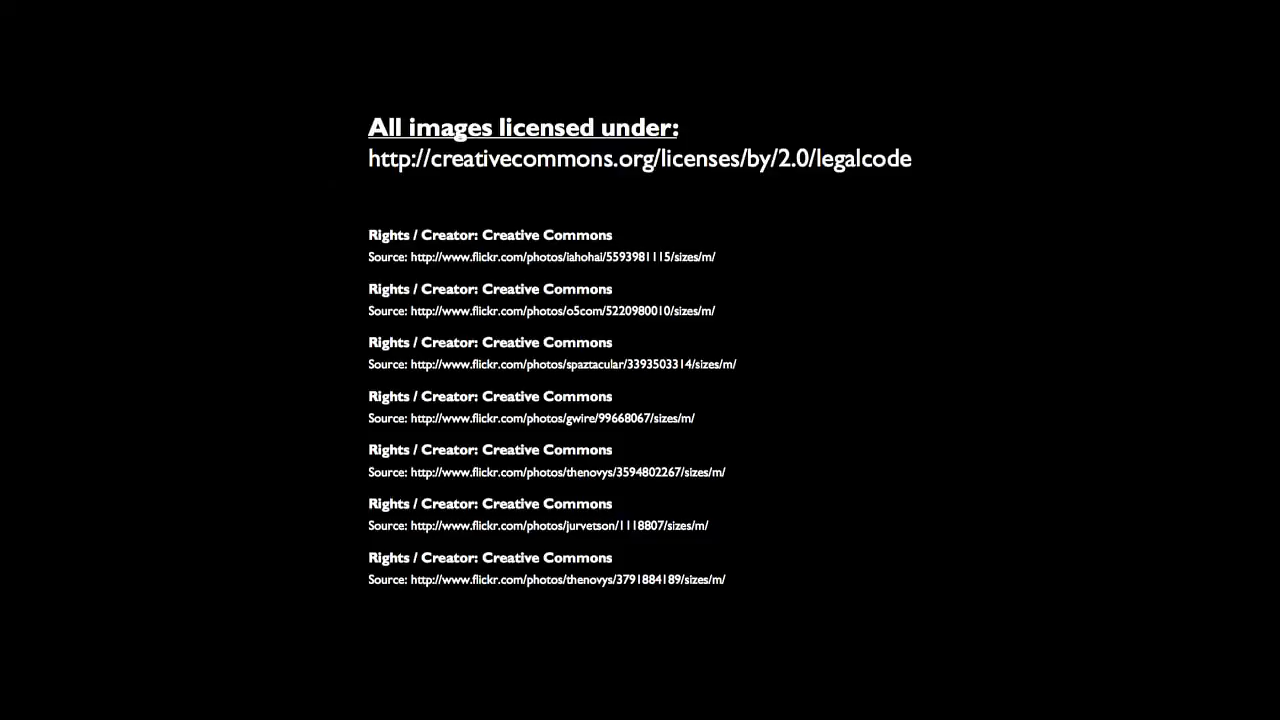 All images licensed under:
http://creativecommons.org/licenses/by/2.0/legalcode
Rights / Creator: Creative Commons
Source: http://www.flickr.com/photos/iahohai/5593981115/sizes/m/
Rights / Creator: Creative Commons
Source: http://www.flickr.com/photos/o5com/5220980010/sizes/m/
Rights / Creator: Creative Commons
Source: http://www.flickr.com/photos/spaztacular/3393503314/sizes/m/
Rights / Creator: Creative Commons
Source: http://www.flickr.com/photos/gwire/99668067/sizes/m/
Rights / Creator: Creative Commons
Source: http://www.flickr.com/photos/thenovys/3594802267/sizes/m/
Rights / Creator: Creative Commons
Source: http://www.flickr.com/photos/jurvetson/1118807/sizes/m/
Rights / Creator: Creative Commons
Source: http://www.flickr.com/photos/thenovys/3791884189/sizes/m/